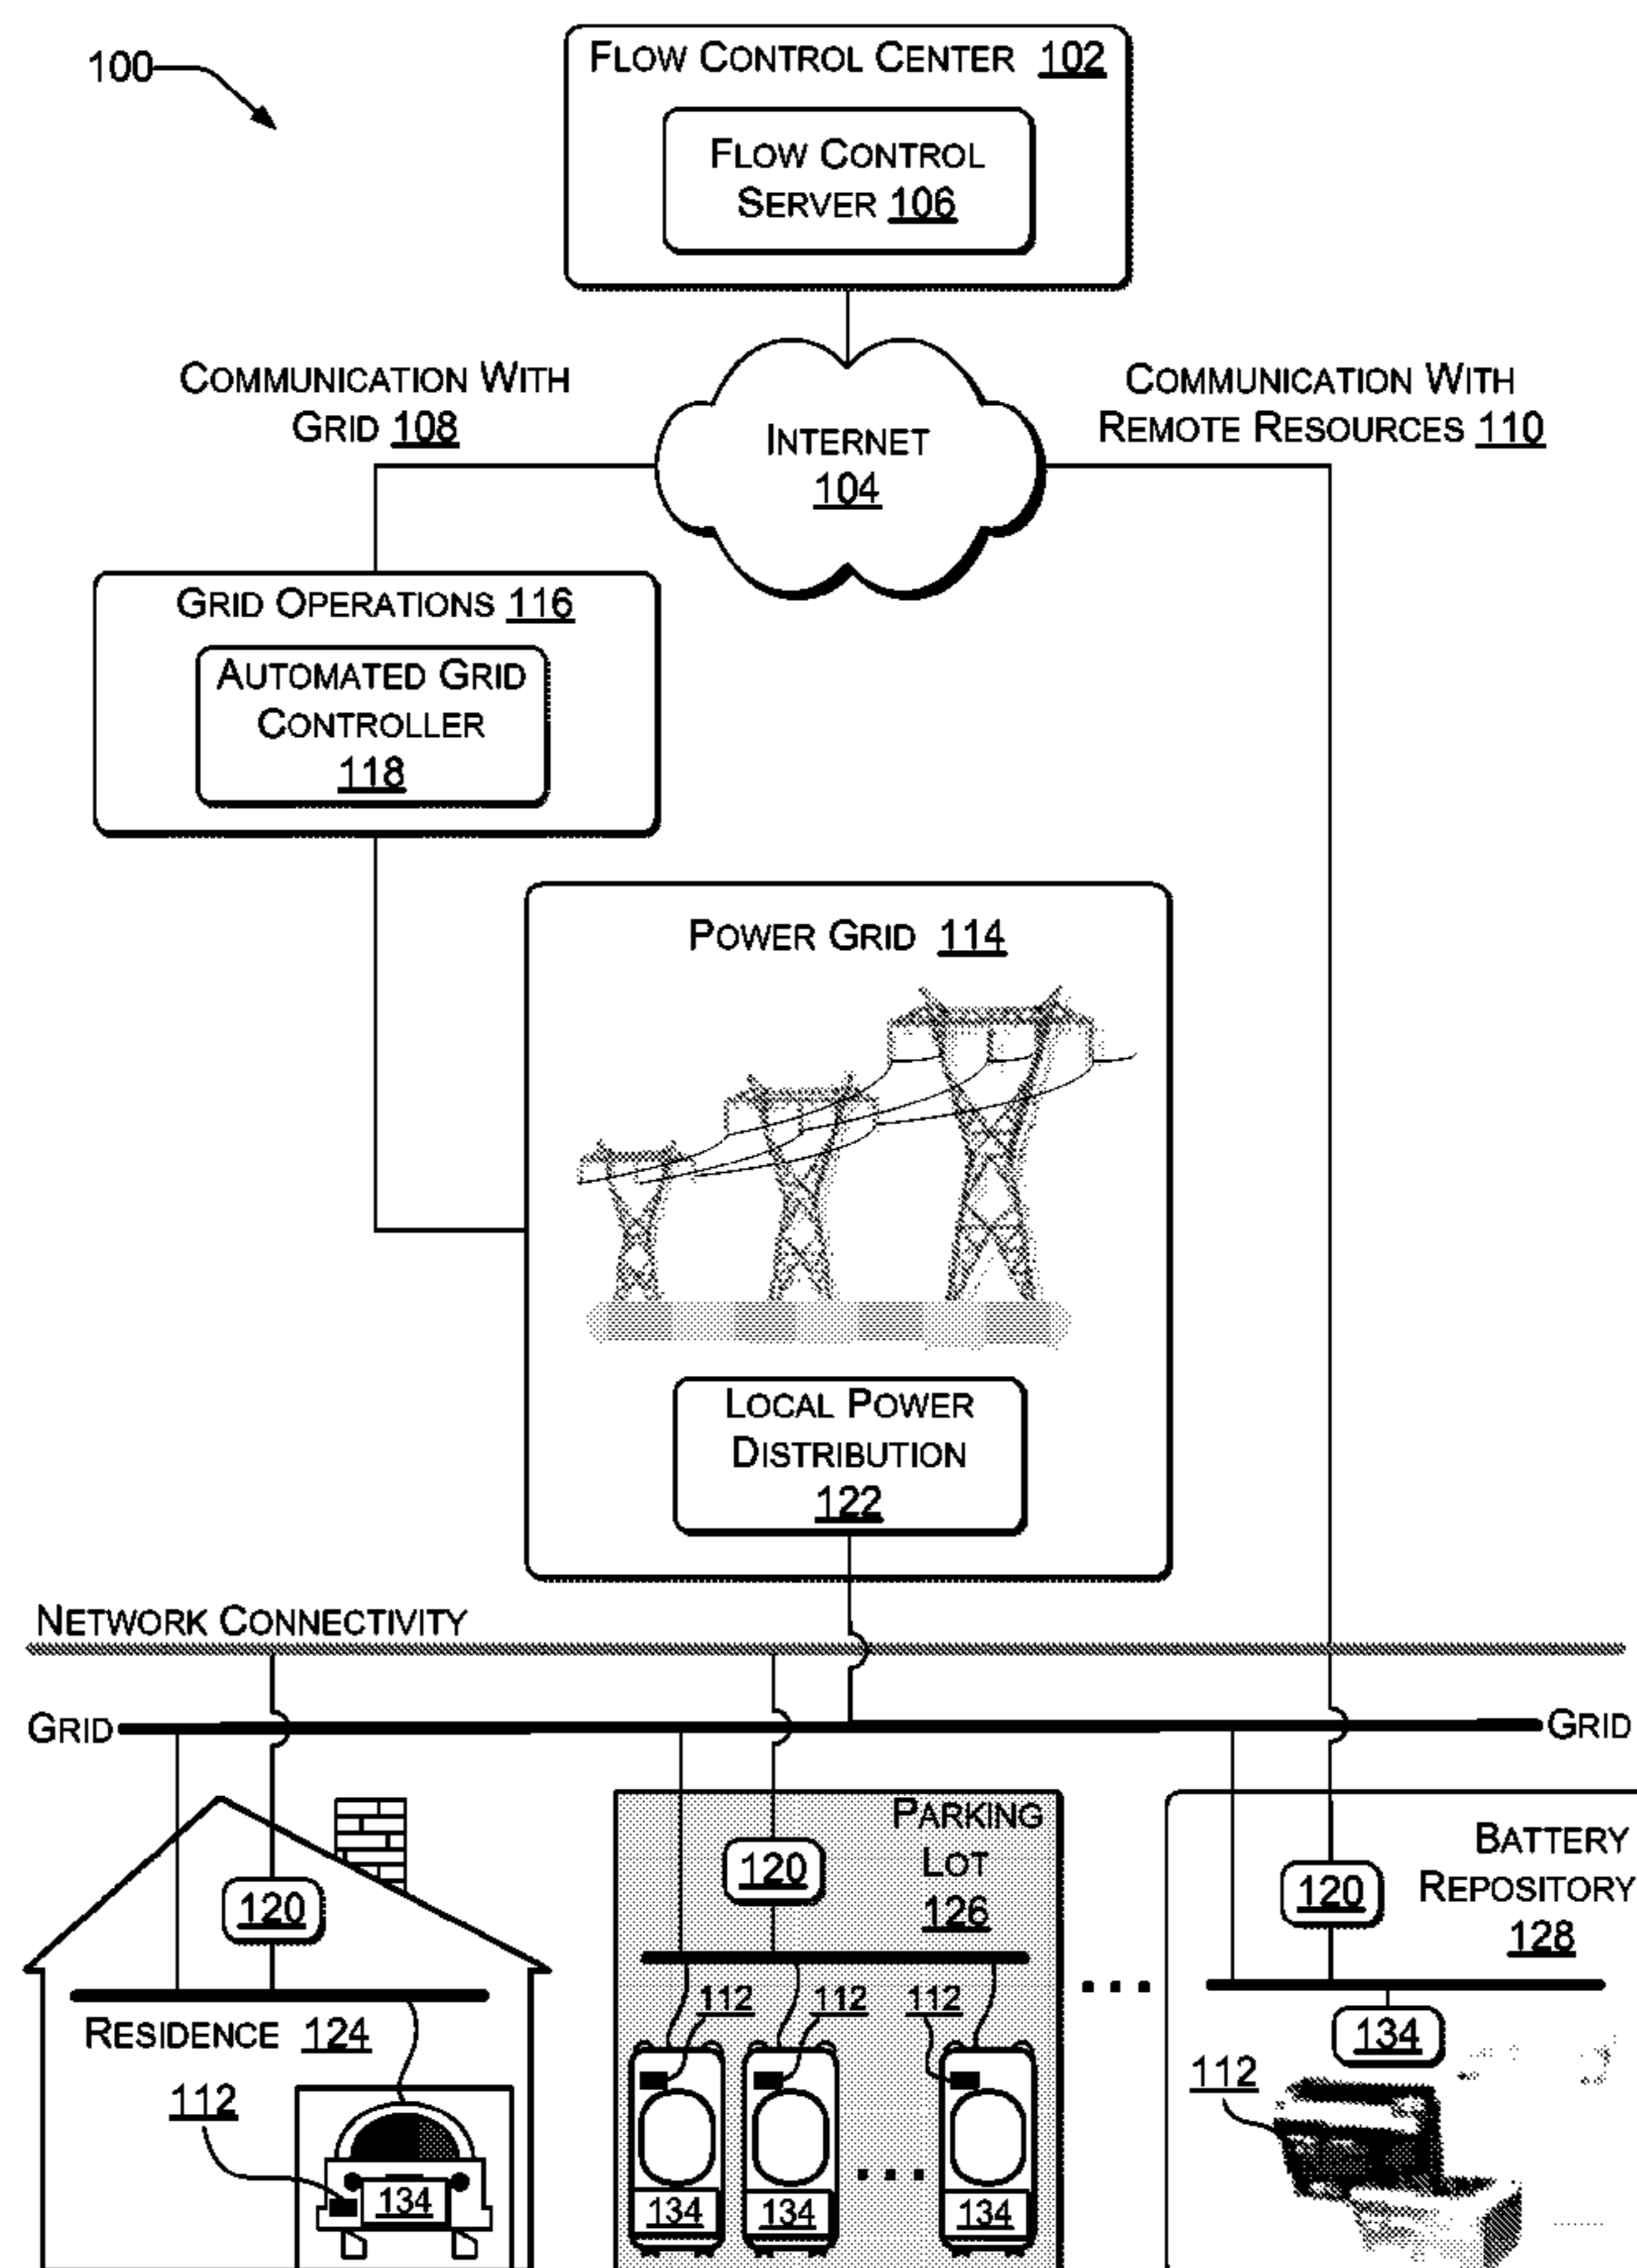 100
FLOW CONTROL CENTER 102
FLOW CONTROL
SERVER 106
COMMUNICATION WITH
GRID 108
INTERNET
104
COMMUNICATION WITH
REMOTE RESOURCES 110
GRID OPERATIONS 116
AUTOMATED GRID
CONTROLLER
118
POWER GRID 114
LOCAL POWER
DISTRIBUTION
122
NETWORK CONNECTIVITY
GRID
GRID
120
RESIDENCE 124
112
134
PARKING
LOT
126
120
112
112
112
134
134
134
BATTERY
REPOSITORY
128
120
134
112